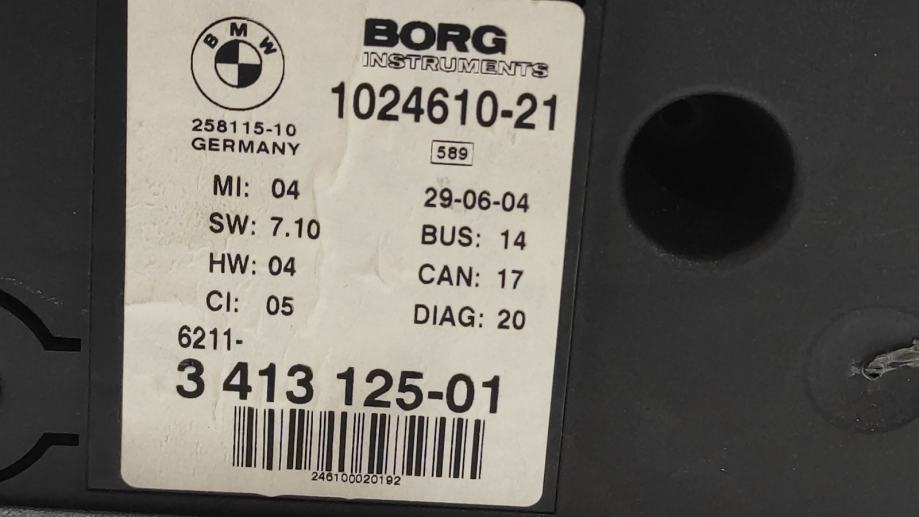 BMW
BORG
INSTRUMENTS
1024610-21
258115-10
GERMANY
589
MI: 04
29-06-04
SW: 7.10
BUS: 14
HW: 04
CAN: 17
CI: 05
DIAG: 20
6211-
3 413 125-01
246100020192